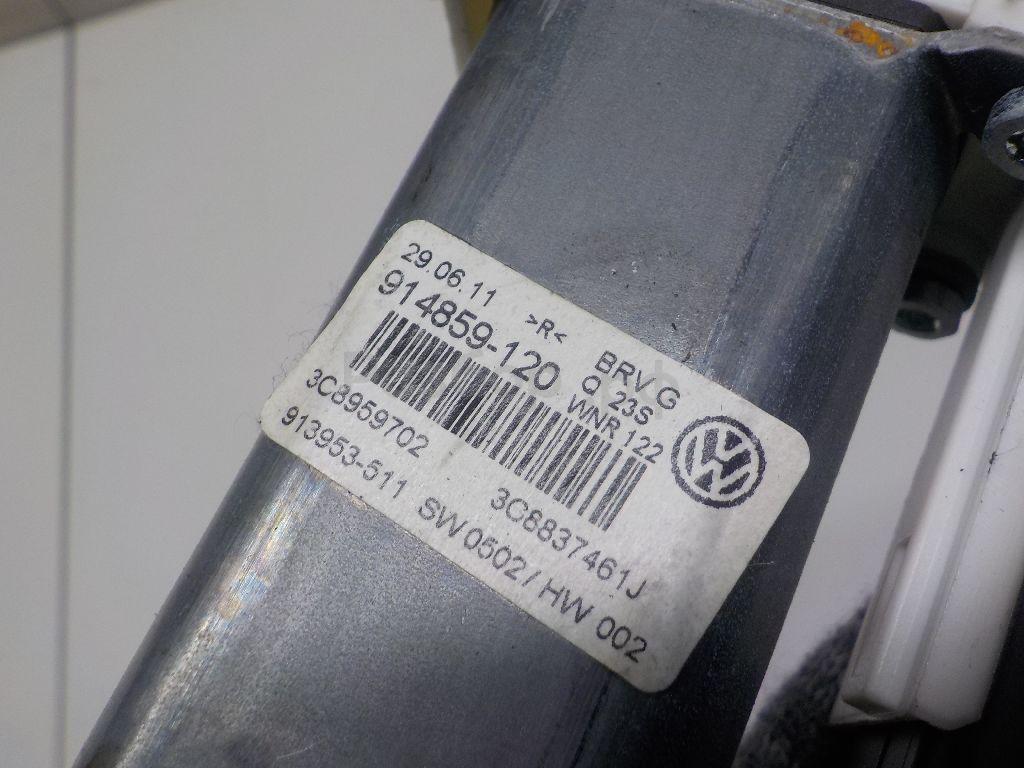 29.06.11
914859-120 >R< BRV.G
Q 23S
WNR 122
3C8959702 3C8837461J
913953-511 SW0502 / HW 002